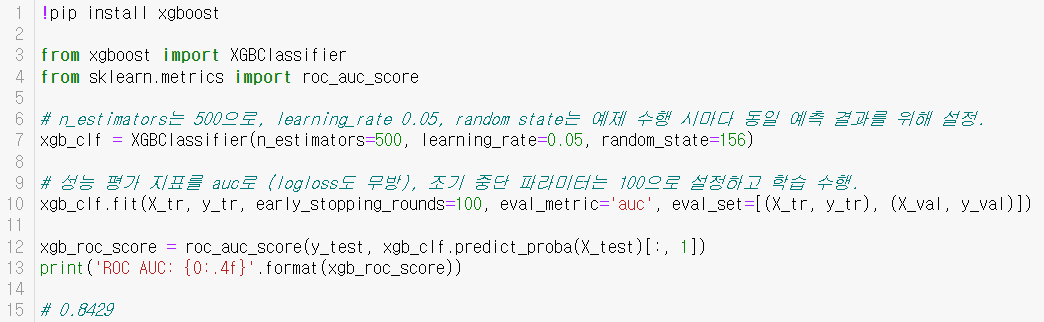 1 !pip install xgboost
2
3 from xgboost import XGBClassifier
4 from sklearn.metrics import roc_auc_score
5
6 # n_estimators는 500으로, learning_rate 0.05, random state는 예제 수행 시마다 동일 예측 결과를 위해 설정.
7 xgb_clf = XGBClassifier(n_estimators=500, learning_rate=0.05, random_state=156)
8
9 # 성능 평가 지표를 auc로 (logloss도 무방), 조기 중단 파라미터는 100으로 설정하고 학습 수행.
10 xgb_clf.fit(X_tr, y_tr, early_stopping_rounds=100, eval_metric='auc', eval_set=[(X_tr, y_tr), (X_val, y_val)])
11
12 xgb_roc_score = roc_auc_score(y_test, xgb_clf.predict_proba(X_test)[:, 1])
13 print('ROC AUC: {0:.4f}'.format(xgb_roc_score))
14
15 # 0.8429